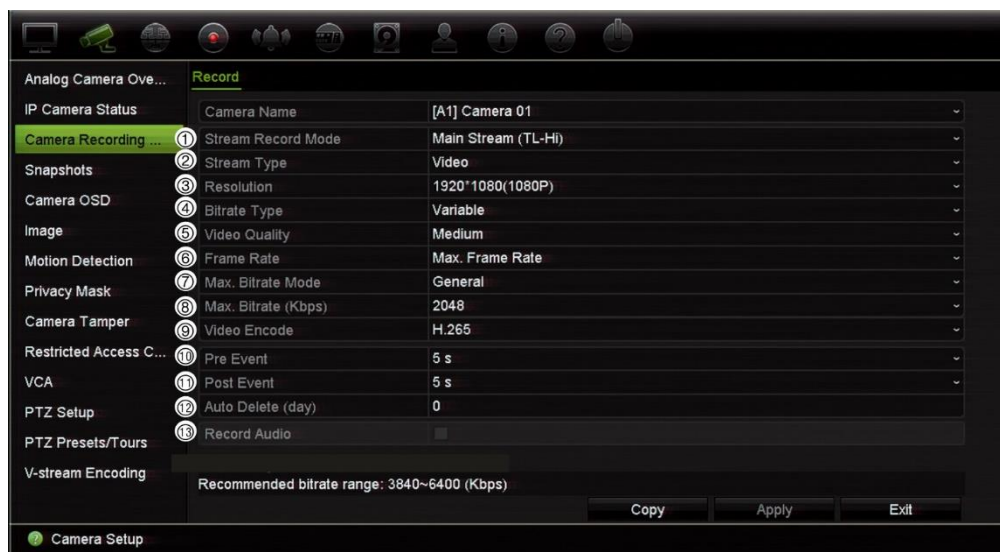 Analog Camera Ove...
Record
IP Camera Status
Camera Name [A1] Camera 01
Camera Recording ... ① Stream Record Mode Main Stream (TL-Hi)
② Stream Type Video
Snapshots
③ Resolution 1920*1080(1080P)
Camera OSD
④ Bitrate Type Variable
Image
⑤ Video Quality Medium
⑥ Frame Rate Max. Frame Rate
Motion Detection
⑦ Max. Bitrate Mode General
Privacy Mask
⑧ Max. Bitrate (Kbps) 2048
Camera Tamper
⑨ Video Encode H.265
Restricted Access C... ⑩ Pre Event 5 s
VCA ⑪ Post Event 5 s
PTZ Setup ⑫ Auto Delete (day) 0
⑬ Record Audio
PTZ Presets/Tours
V-stream Encoding
Recommended bitrate range: 3840~6400 (Kbps)
Copy Apply Exit
Camera Setup